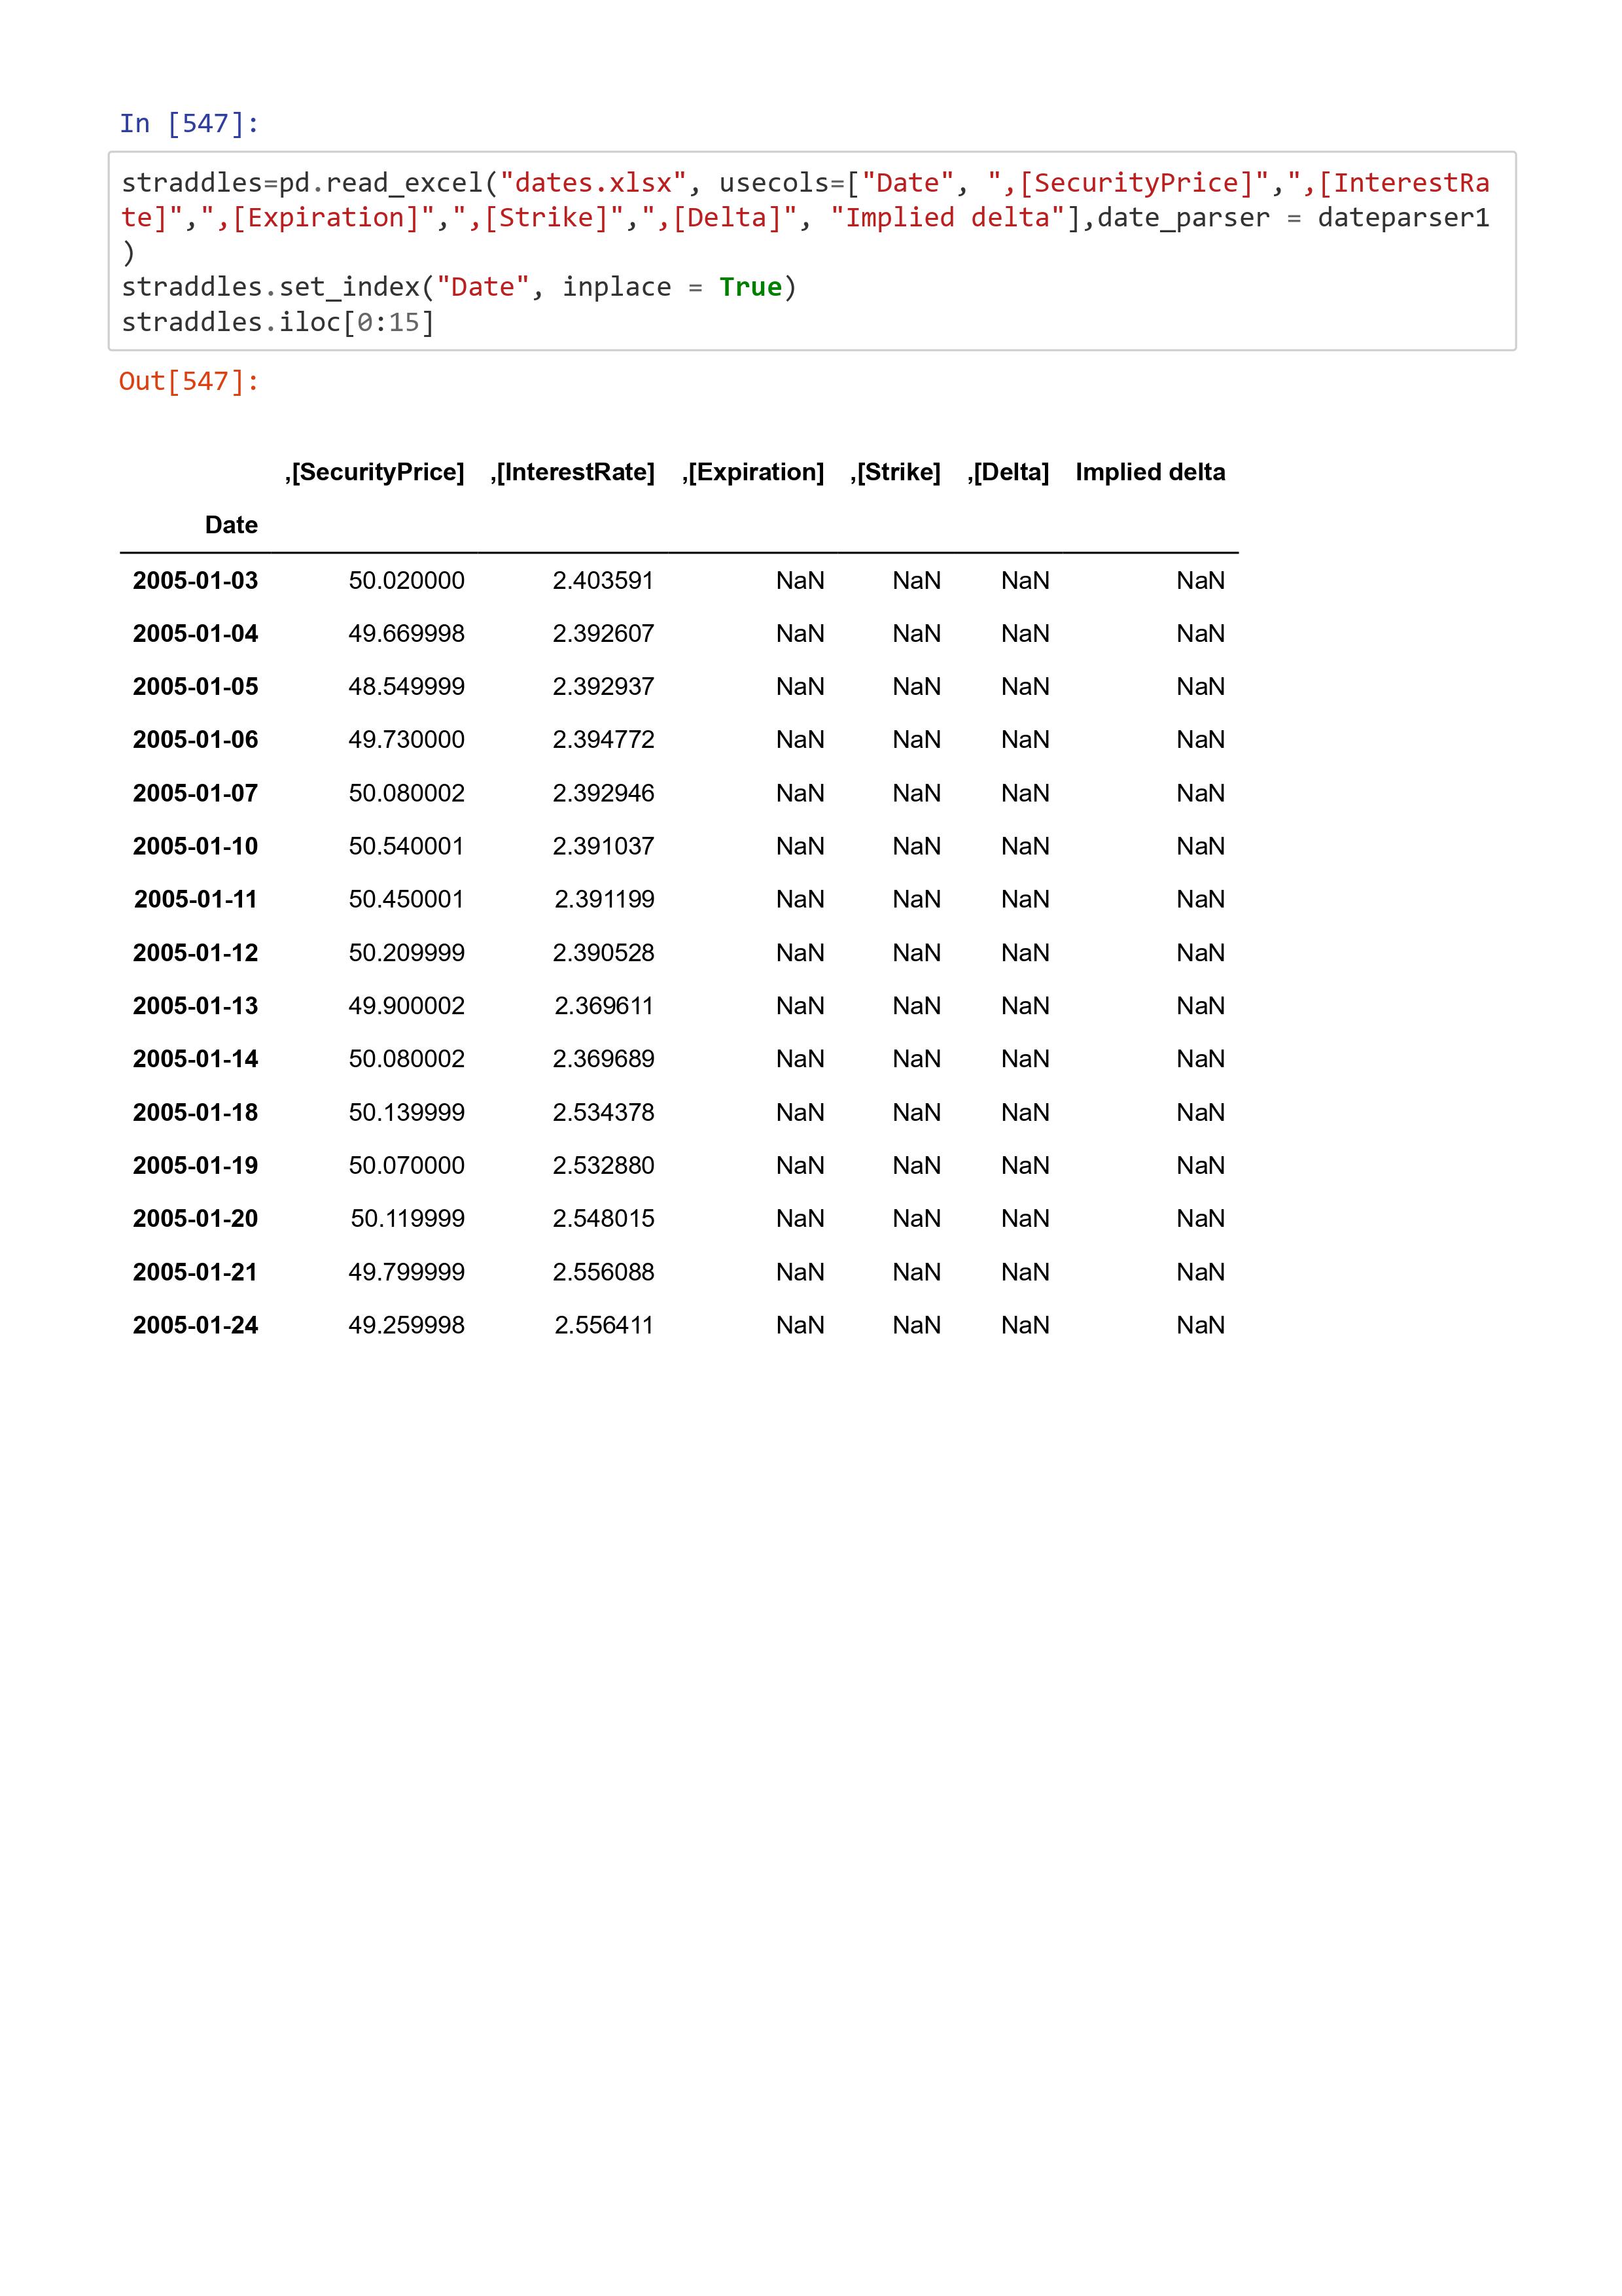 In [547]:
straddles=pd.read_excel("dates.xlsx", usecols=["Date", ",[SecurityPrice]",",[InterestRa
te]",",[Expiration]",",[Strike]",",[Delta]", "Implied delta"],date_parser = dateparser1
)
straddles.set_index("Date", inplace = True)
straddles.iloc[0:15]
Out[547]:
,[SecurityPrice] ,[InterestRate] ,[Expiration] ,[Strike] ,[Delta] Implied delta
Date
2005-01-03 50.020000 2.403591 NaN NaN NaN NaN
2005-01-04 49.669998 2.392607 NaN NaN NaN NaN
2005-01-05 48.549999 2.392937 NaN NaN NaN NaN
2005-01-06 49.730000 2.394772 NaN NaN NaN NaN
2005-01-07 50.080002 2.392946 NaN NaN NaN NaN
2005-01-10 50.540001 2.391037 NaN NaN NaN NaN
2005-01-11 50.450001 2.391199 NaN NaN NaN NaN
2005-01-12 50.209999 2.390528 NaN NaN NaN NaN
2005-01-13 49.900002 2.369611 NaN NaN NaN NaN
2005-01-14 50.080002 2.369689 NaN NaN NaN NaN
2005-01-18 50.139999 2.534378 NaN NaN NaN NaN
2005-01-19 50.070000 2.532880 NaN NaN NaN NaN
2005-01-20 50.119999 2.548015 NaN NaN NaN NaN
2005-01-21 49.799999 2.556088 NaN NaN NaN NaN
2005-01-24 49.259998 2.556411 NaN NaN NaN NaN